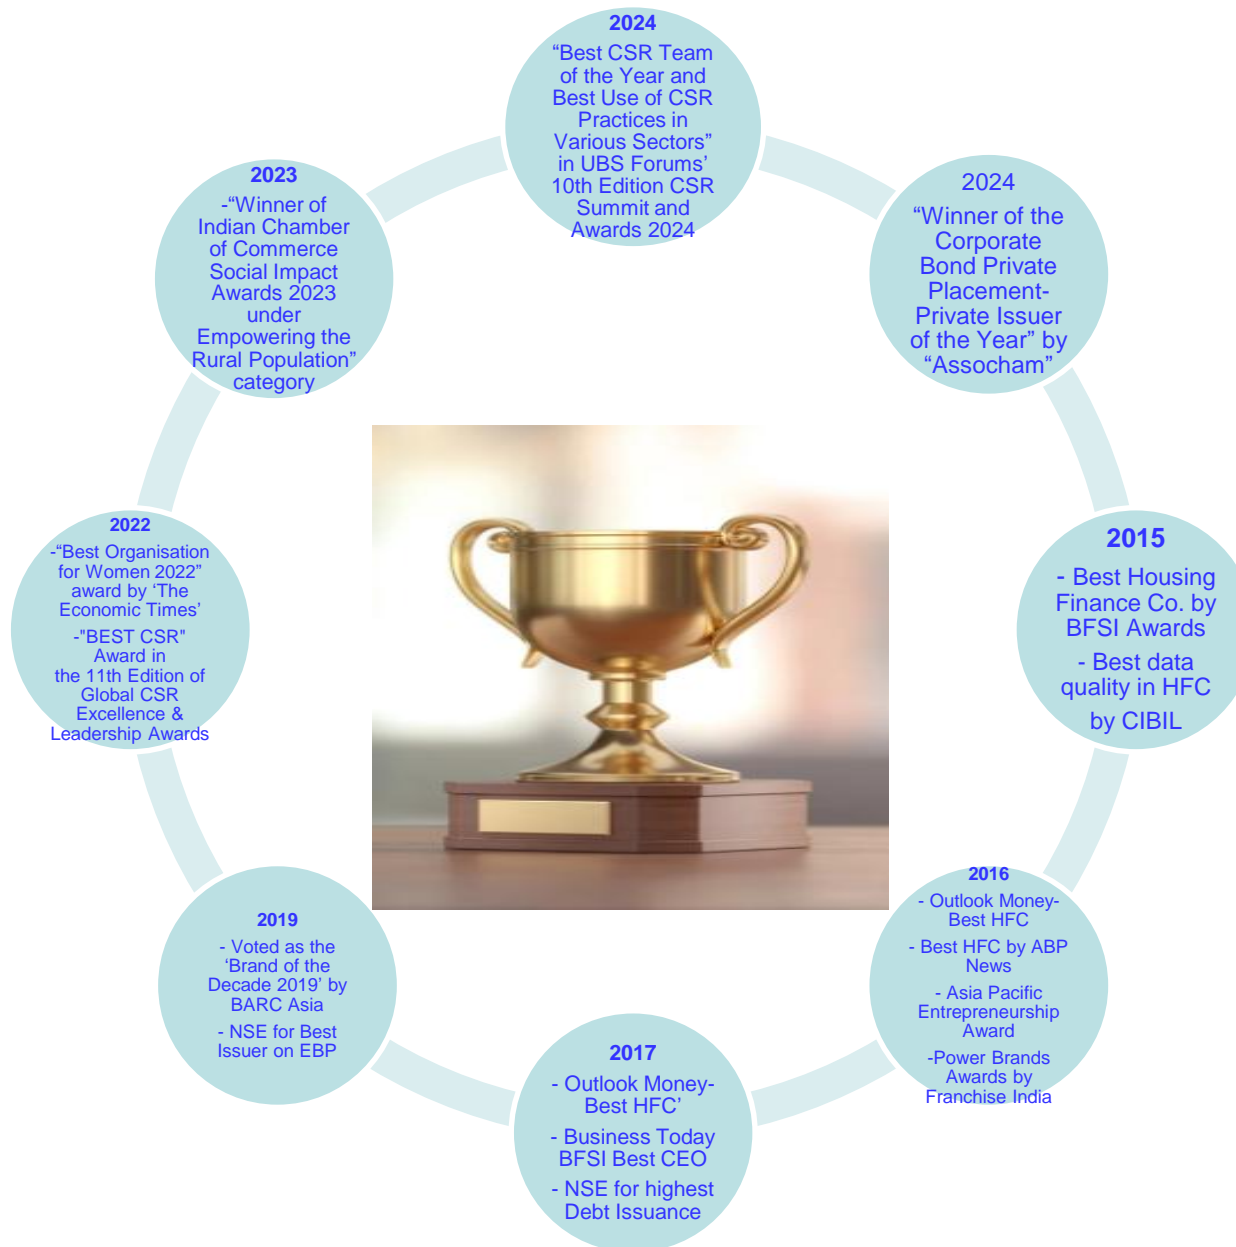 2024
“Best CSR Team
of the Year and
Best Use of CSR
Practices in
Various Sectors”
in UBS Forums’
10th Edition CSR
Summit and
Awards 2024
2024
“Winner of the
Corporate
Bond Private
Placement-
Private Issuer
of the Year” by
“Assocham”
2015
- Best Housing
Finance Co. by
BFSI Awards
- Best data
quality in HFC
by CIBIL
2016
- Outlook Money-
Best HFC
- Best HFC by ABP
News
- Asia Pacific
Entrepreneurship
Award
-Power Brands
Awards by
Franchise India
2017
- Outlook Money-
Best HFC’
- Business Today
BFSI Best CEO
- NSE for highest
Debt Issuance
2019
- Voted as the
‘Brand of the
Decade 2019’ by
BARC Asia
- NSE for Best
Issuer on EBP
2022
-“Best Organisation
for Women 2022”
award by ‘The
Economic Times’
-"BEST CSR"
Award in
the 11th Edition of
Global CSR
Excellence &
Leadership Awards
2023
-“Winner of
Indian Chamber
of Commerce
Social Impact
Awards 2023
under
Empowering the
Rural Population”
category